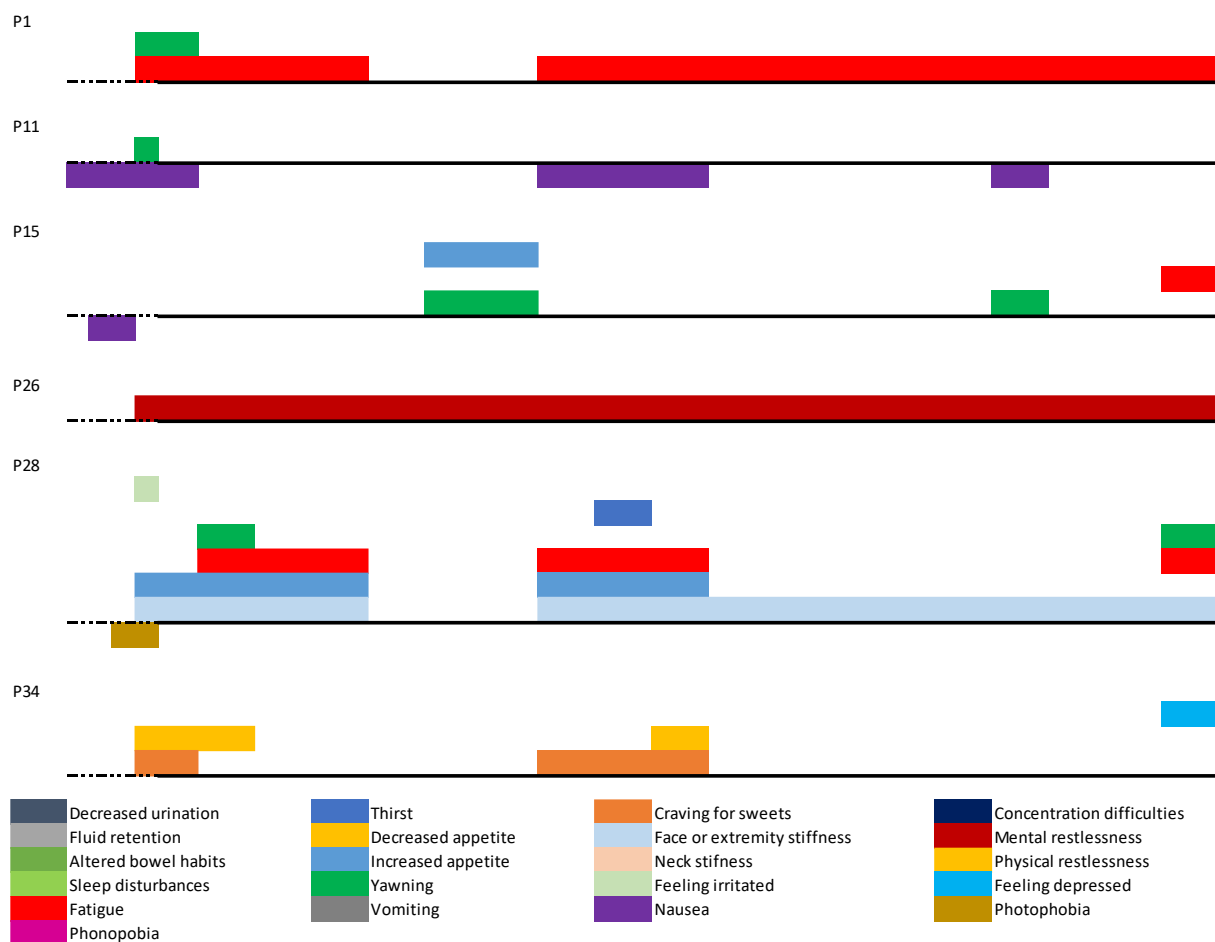 P1
P11
P15
P26
P28
P34
Decreased urination Thirst Craving for sweets Concentration difficulties
Fluid retention Decreased appetite Face or extremity stiffness Mental restlessness
Altered bowel habits Increased appetite Neck stifness Physical restlessness
Sleep disturbances Yawning Feeling irritated Feeling depressed
Fatigue Vomiting Nausea Photophobia
Phonopobia